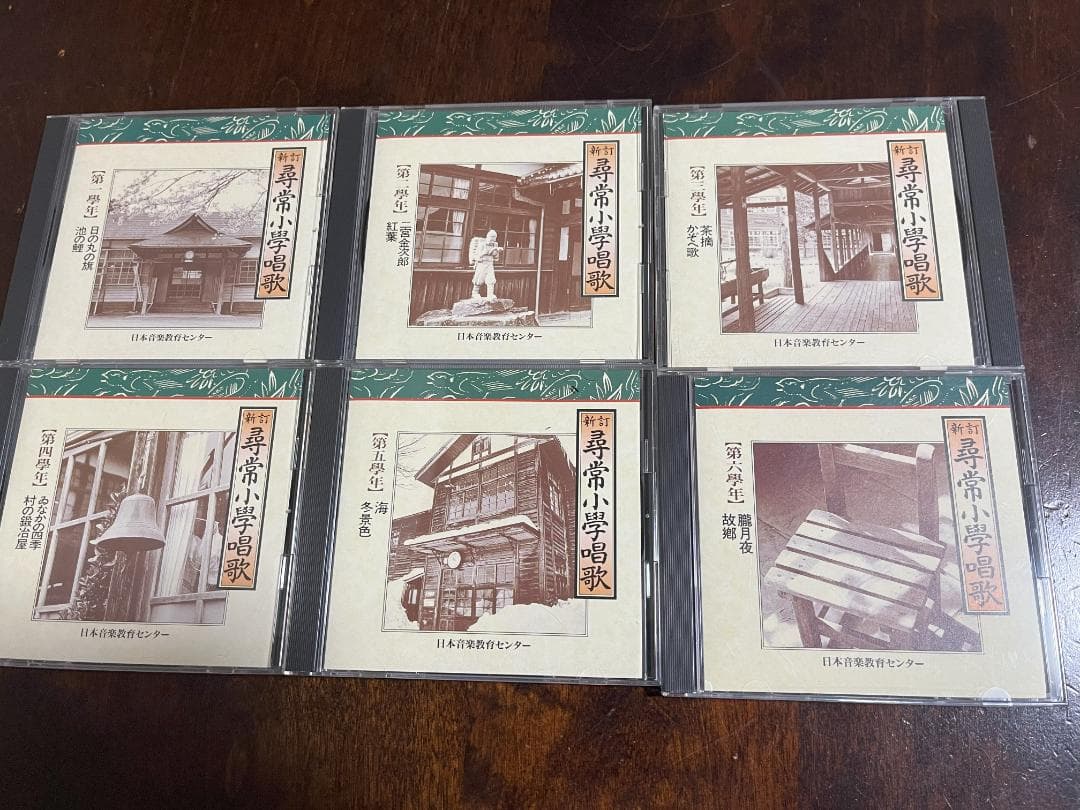 新訂
尋常小學唱歌
【第一學年】
日の丸の旗
池の鯉
日本音楽教育センター
新訂
尋常小學唱歌
【第二學年】
二宮金次郎
紅葉
日本音楽教育センター
新訂
尋常小學唱歌
【第三學年】
茶摘
かぞへ歌
日本音楽教育センター
新訂
尋常小學唱歌
【第四學年】
ゐなかの四季
村の鍛冶屋
日本音楽教育センター
新訂
尋常小學唱歌
【第五學年】
海
冬景色
日本音楽教育センター
新訂
尋常小學唱歌
【第六學年】
朧月夜
故鄕
日本音楽教育センター